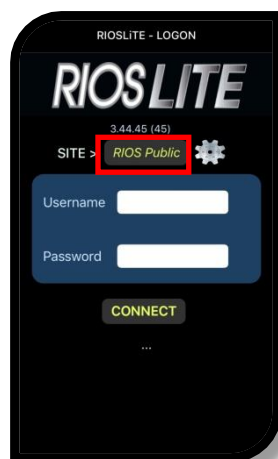 RIOSLiTE - LOGON
RIOS LITE
3.44.45 (45)
SITE > RIOS Public
Username
Password
CONNECT
...